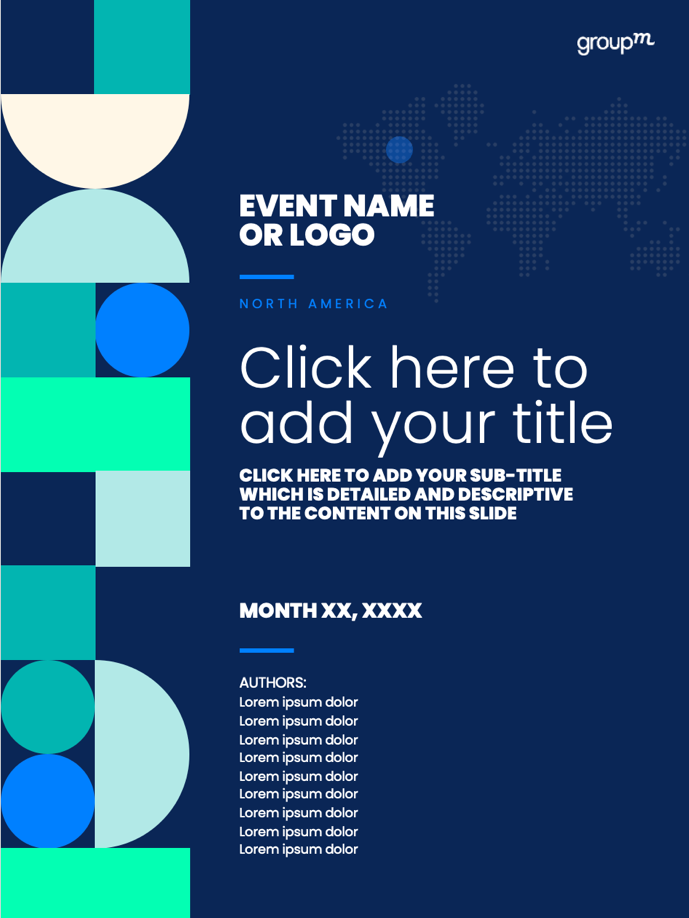 groupm
EVENT NAME
OR LOGO
NORTH AMERICA
Click here to
add your title
CLICK HERE TO ADD YOUR SUB-TITLE
WHICH IS DETAILED AND DESCRIPTIVE
TO THE CONTENT ON THIS SLIDE
MONTH XX, XXXX
AUTHORS:
Lorem ipsum dolor
Lorem ipsum dolor
Lorem ipsum dolor
Lorem ipsum dolor
Lorem ipsum dolor
Lorem ipsum dolor
Lorem ipsum dolor
Lorem ipsum dolor
Lorem ipsum dolor